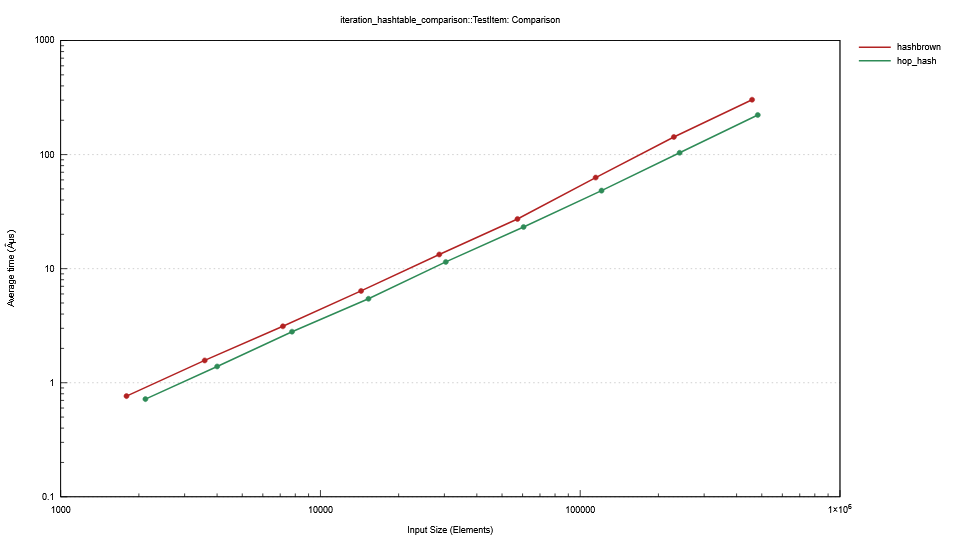 iteration_hashtable_comparison::TestItem: Comparison
hashbrown
hop_hash
1000
100
10
1
0.1
Average time (Âµs)
1000
10000
100000
1×10⁶
Input Size (Elements)